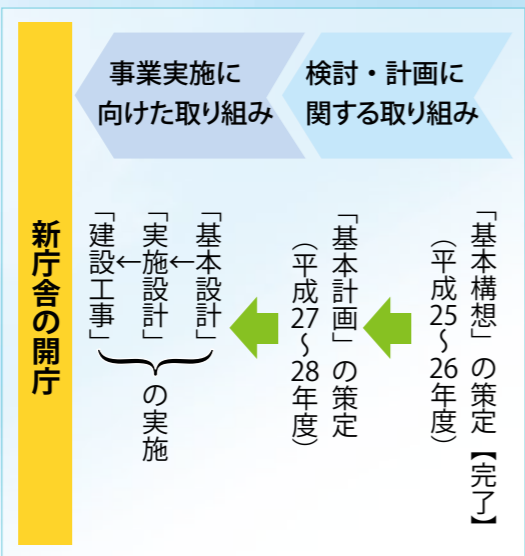 検討・計画に
関する取り組み
「基本構想」の策定【完了】
（平成25～26年度）
「基本計画」の策定
（平成27～28年度）
事業実施に
向けた取り組み
「基本設計」
←
「実施設計」
←
「建設工事」
の実施
新庁舎の開庁